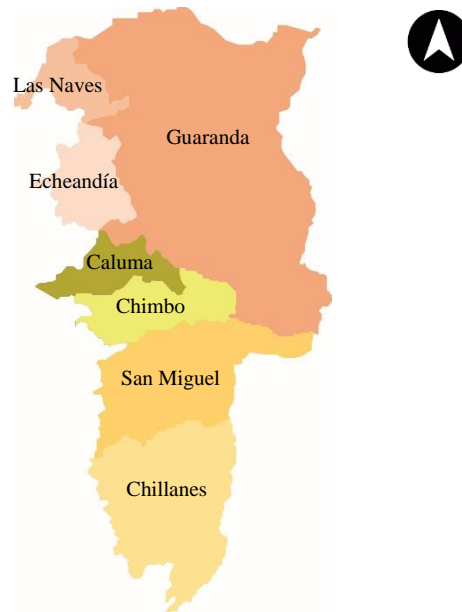 Las Naves
Guaranda
Echeandía
Caluma
Chimbo
San Miguel
Chillanes